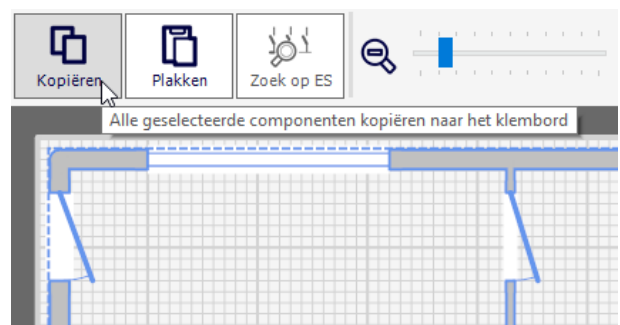 Kopiëren
Plakken
Zoek op ES
Alle geselecteerde componenten kopiëren naar het klembord